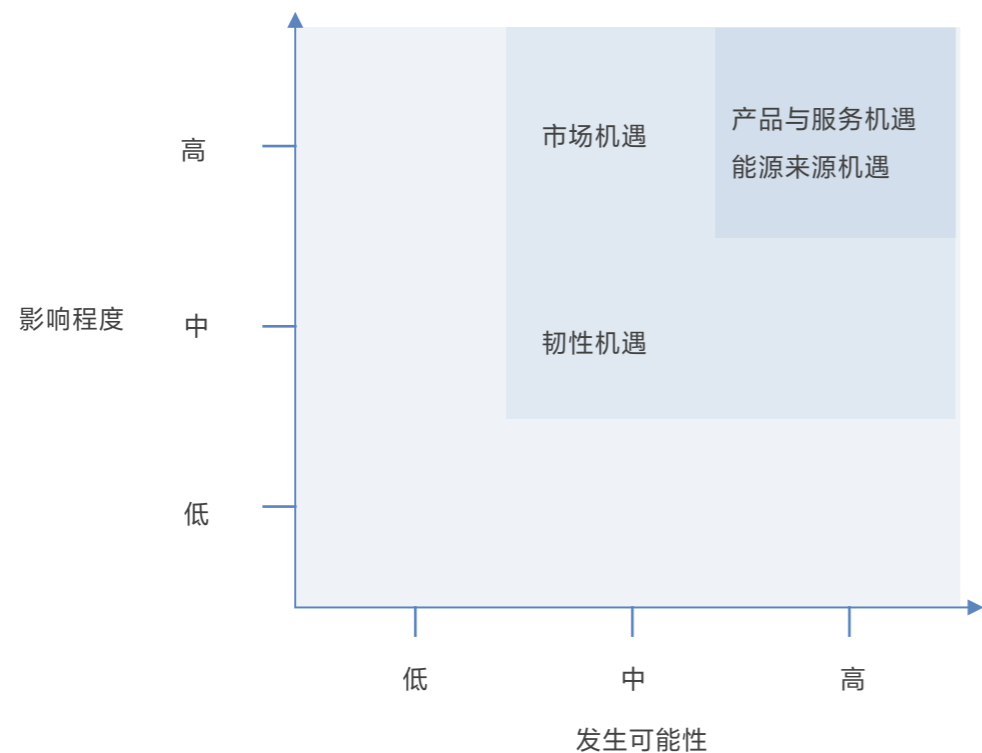 高
市场机遇
产品与服务机遇
能源来源机遇
影响程度
中
韧性机遇
低
低
中
高
发生可能性